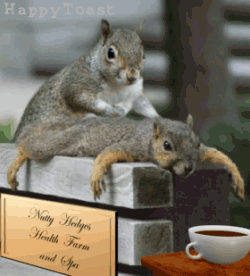 HappyToast
Nutty Hedges
Health Farm
and Spa